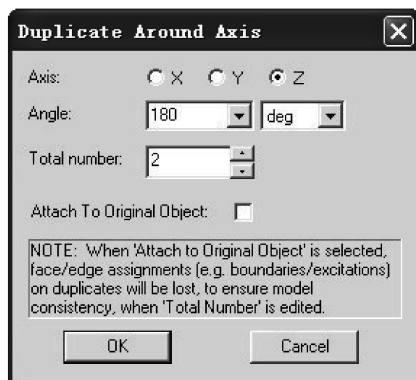 Duplicate Around Axis
Axis: X Y Z
Angle: 180 deg
Total number: 2
Attach To Original Object:
NOTE: When 'Attach to Original Object' is selected,
face/edge assignments (e.g. boundaries/excitations)
on duplicates will be lost, to ensure model
consistency, when 'Total Number' is edited.
OK Cancel